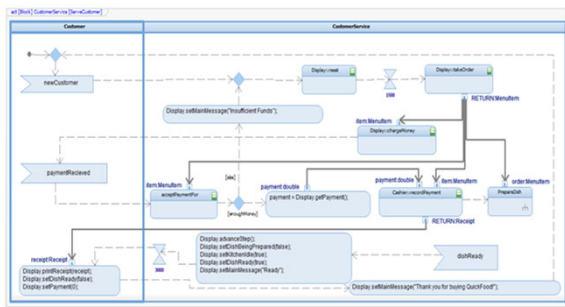 act [Block] CustomerService [ServeCustomer]
Customer
CustomerService
newCustomer
Display::reset
1500
Display::takeOrder
RETURN:MenuItem
Display.setMainMessage("Insufficient Funds");
item:MenuItem
Display::chargeMoney
paymentRecieved
[else]
item:MenuItem
acceptPaymentFor
[enoughMoney]
payment:double
payment = Display.getPayment();
payment:double
item:MenuItem
Cashier::recordPayment
RETURN:Receipt
order:MenuItem
PrepareDish
receipt:Receipt
Display.printReceipt(receipt);
Display.setDishReady(false);
Display.setPayment(0);
3000
Display.advanceStep();
Display.setDishBeingPrepared(false);
Display.setKitchenIdle(true);
Display.setDishReady(true);
Display.setMainMessage("Ready");
dishReady
Display.setMainMessage("Thank you for buying QuickFood!");